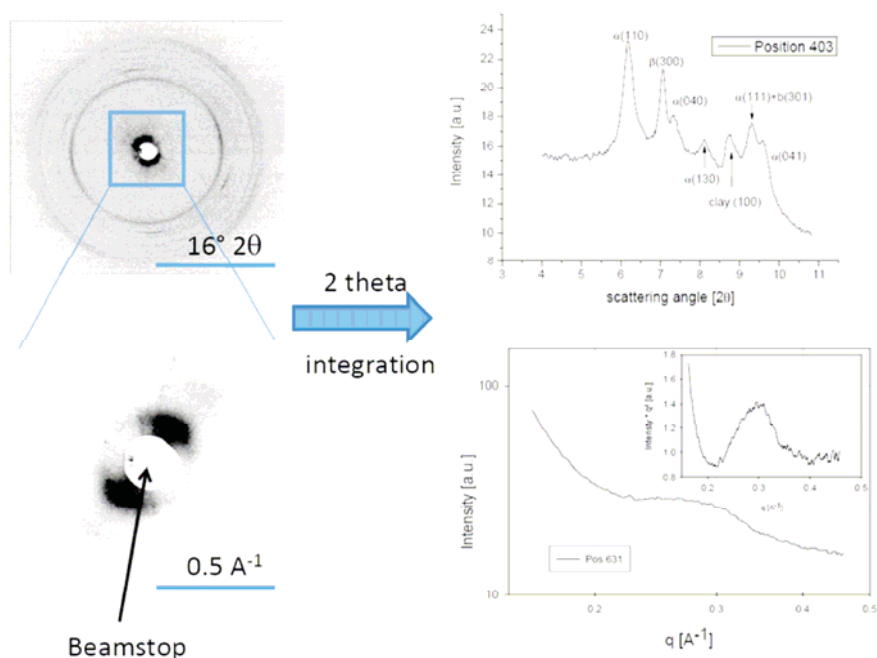 16° 2θ
0.5 A⁻¹
Beamstop
2 theta
integration
Position 403
α(110)
β(300)
α(040)
α(130)
clay (100)
α(111)+b(301)
α(041)
Intensity [a.u.]
24
22
20
18
16
14
12
10
8
3 4 5 6 7 8 9 10 11
scattering angle [2θ]
Intensity [a.u.]
100
10
Pos 631
0.2 0.3 0.4 0.5
q [A⁻¹]
1.8
1.6
1.4
1.2
1.0
0.8
0.2 0.3 0.4 0.5